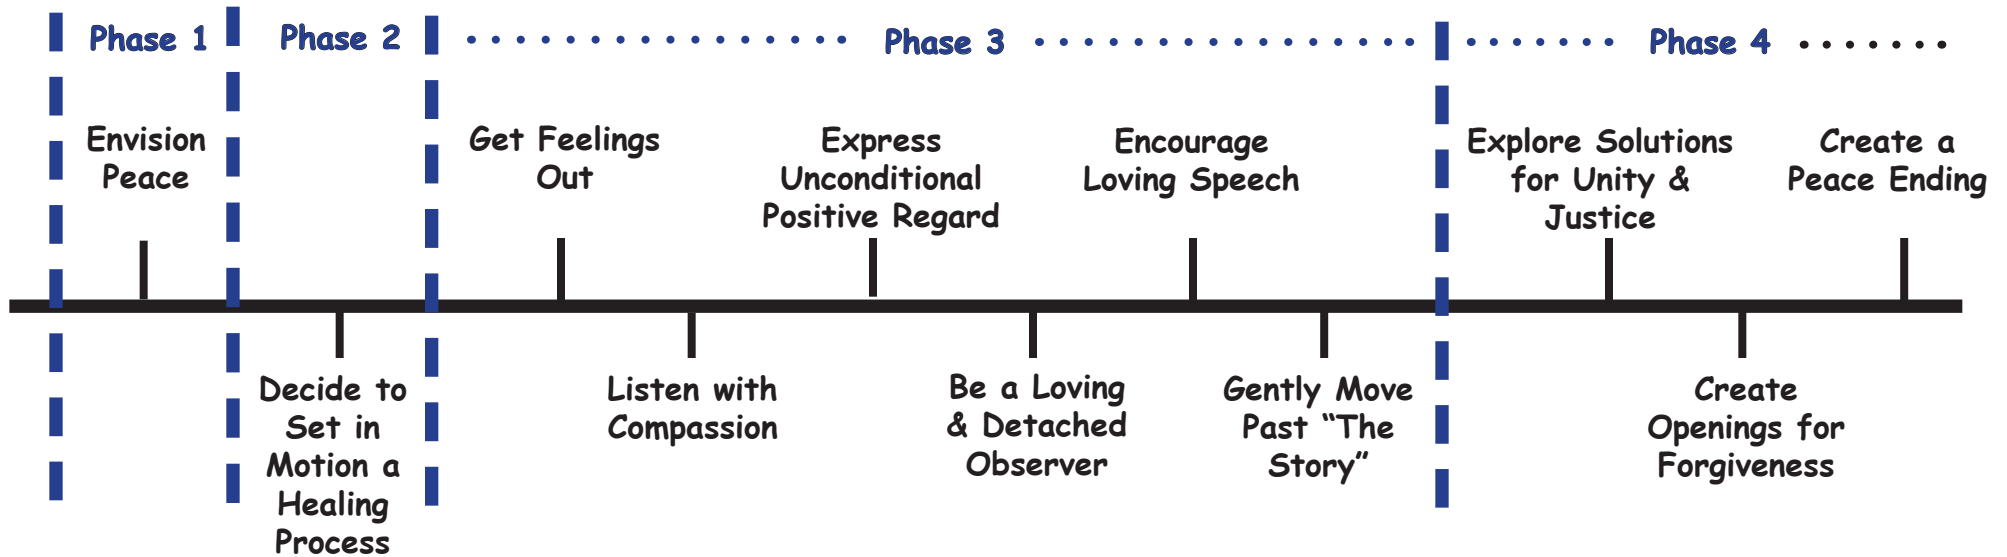 Phase 1
Phase 2
Phase 3
Phase 4
Envision
Peace
Decide to
Set in
Motion a
Healing
Process
Get Feelings
Out
Listen with
Compassion
Express
Unconditional
Positive Regard
Be a Loving
& Detached
Observer
Encourage
Loving Speech
Gently Move
Past “The
Story”
Explore Solutions
for Unity &
Justice
Create
Openings for
Forgiveness
Create a
Peace Ending